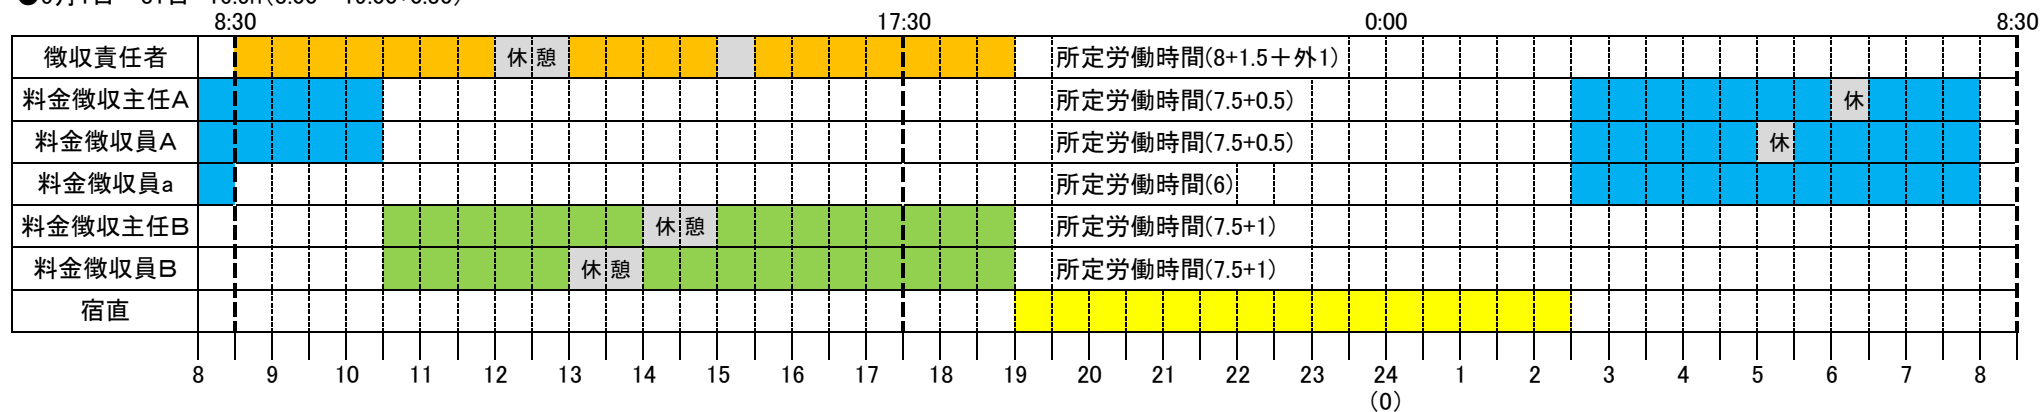 8:30 17:30 0:00 8:30
徴収責任者 休憩 所定労働時間(8+1.5＋外1)
料金徴収主任A 所定労働時間(7.5+0.5) 休
料金徴収員A 所定労働時間(7.5+0.5) 休
料金徴収員a 所定労働時間(6)
料金徴収主任B 休憩 所定労働時間(7.5+1)
料金徴収員B 休憩 所定労働時間(7.5+1)
宿直
8 9 10 11 12 13 14 15 16 17 18 19 20 21 22 23 24 1 2 3 4 5 6 7 8
(0)